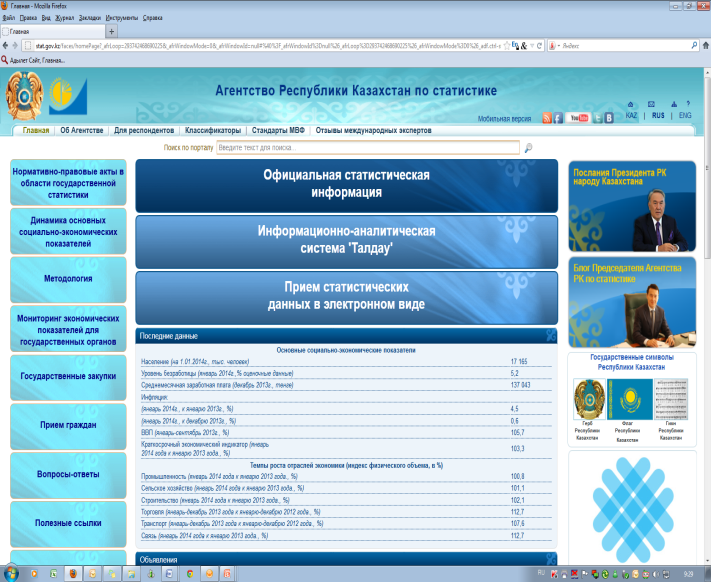 Главная - Mozilla Firefox
Файл Правка Вид Журнал Закладки Инструменты Справка
Главная
Яндекс
Адылет Сайт, Главная...
Агентство Республики Казахстан по статистике
Мобильная версия
You
KAZ | RUS | ENG
Главная Об Агентстве Для респондентов Классификаторы Стандарты МВФ Отзывы международных экспертов
Поиск по порталу Введите текст для поиска...
Нормативно-правовые акты в
области государственной
статистики
Динамика основных
социально-экономических
показателей
Методология
Мониторинг экономических
показателей для
государственных органов
Государственные закупки
Прием граждан
Вопросы-ответы
Полезные ссылки
Официальная статистическая
информация
Информационно-аналитическая
система 'Талдау'
Прием статистических
данных в электронном виде
Последние данные
Основные социально-экономические показатели
Население (на 1.01.2014г., тыс. человек) 17 165
Уровень безработицы (январь 2014г.,% оценочные данные) 5,2
Среднемесячная заработная плата (декабрь 2013г., тенге) 137 043
Инфляция:
(январь 2014г., к январю 2013г., %) 4,5
(январь 2014г., к декабрю 2013г., %) 0,6
ВВП (январь-сентябрь 2013г., %) 105,7
Краткосрочный экономический индикатор (январь
2014 года к январю 2013 года., %) 103,3
Темпы роста отраслей экономики (индекс физического объема, в %)
Промышленность (январь 2014 года к январю 2013 года., %) 100,8
Сельское хозяйство (январь 2014 года к январю 2013 года., %) 101,1
Строительство (январь 2014 года к январю 2013 года., %) 102,1
Торговля (январь-декабрь 2013 года к январю-декабрю 2012 года., %) 112,7
Транспорт (январь-декабрь 2013 года к январю-декабрю 2012 года., %) 107,6
Связь (январь 2014 года к январю 2013 года., %) 112,7
Объявления
Послания Президента РК
народу Казахстана
Блог Председателя Агентства
РК по статистике
Государственные символы
Республики Казахстан
Герб
Республики
Казахстан
Флаг
Республики
Казахстан
Гимн
Республики
Казахстан
RU
9:29